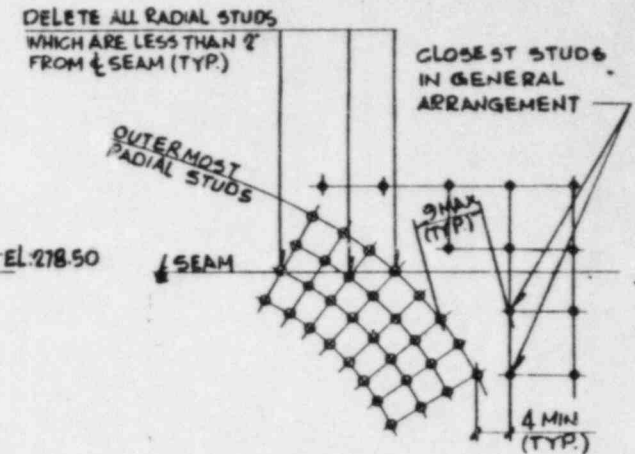 DELETE ALL RADIAL STUDS
WHICH ARE LESS THAN 2"
FROM ℄ SEAM (TYP.)
CLOSEST STUDS
IN GENERAL
ARRANGEMENT
OUTERMOST
RADIAL STUDS
9 MAX
(TYP.)
EL. 278.50
℄ SEAM
4 MIN
(TYP.)